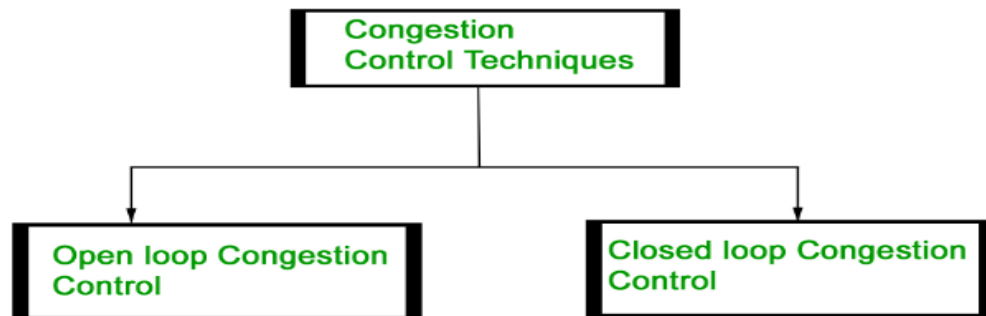 Congestion
Control Techniques
Open loop Congestion
Control
Closed loop Congestion
Control